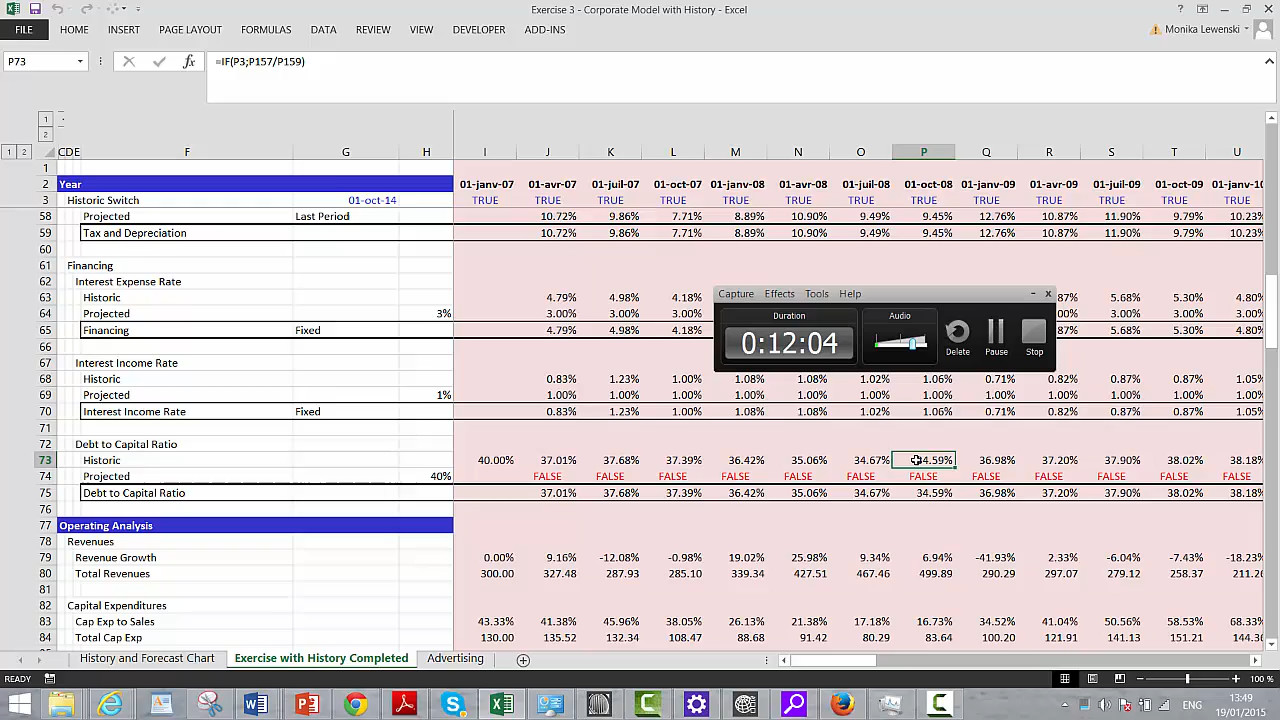 Exercise 3 - Corporate Model with History - Excel
FILE HOME INSERT PAGE LAYOUT FORMULAS DATA REVIEW VIEW DEVELOPER ADD-INS Monika Lewenski
P73 fx =IF(P3;P157/P159)
1
2
1 2 CDE F G H I J K L M N O P Q R S T U
1
2 Year 01-janv-07 01-avr-07 01-juil-07 01-oct-07 01-janv-08 01-avr-08 01-juil-08 01-oct-08 01-janv-09 01-avr-09 01-juil-09 01-oct-09 01-janv-10
3 Historic Switch 01-oct-14 TRUE TRUE TRUE TRUE TRUE TRUE TRUE TRUE TRUE TRUE TRUE TRUE TRUE
58 Projected Last Period 10.72% 9.86% 7.71% 8.89% 10.90% 9.49% 9.45% 12.76% 10.87% 11.90% 9.79% 10.23%
59 Tax and Depreciation 10.72% 9.86% 7.71% 8.89% 10.90% 9.49% 9.45% 12.76% 10.87% 11.90% 9.79% 10.23%
60
61 Financing
62 Interest Expense Rate
63 Historic 4.79% 4.98% 4.18% 87% 5.68% 5.30% 4.80%
64 Projected 3% 3.00% 3.00% 3.00% 00% 3.00% 3.00% 3.00%
65 Financing Fixed 4.79% 4.98% 4.18% 87% 5.68% 5.30% 4.80%
66
67 Interest Income Rate
68 Historic 0.83% 1.23% 1.00% 1.08% 1.08% 1.02% 1.06% 0.71% 0.82% 0.87% 0.87% 1.05%
69 Projected 1% 1.00% 1.00% 1.00% 1.00% 1.00% 1.00% 1.00% 1.00% 1.00% 1.00% 1.00% 1.00%
70 Interest Income Rate Fixed 0.83% 1.23% 1.00% 1.08% 1.08% 1.02% 1.06% 0.71% 0.82% 0.87% 0.87% 1.05%
71
72 Debt to Capital Ratio
73 Historic 40.00% 37.01% 37.68% 37.39% 36.42% 35.06% 34.67% 34.59% 36.98% 37.20% 37.90% 38.02% 38.18%
74 Projected 40% FALSE FALSE FALSE FALSE FALSE FALSE FALSE FALSE FALSE FALSE FALSE FALSE
75 Debt to Capital Ratio 37.01% 37.68% 37.39% 36.42% 35.06% 34.67% 34.59% 36.98% 37.20% 37.90% 38.02% 38.18%
76
77 Operating Analysis
78 Revenues
79 Revenue Growth 0.00% 9.16% -12.08% -0.98% 19.02% 25.98% 9.34% 6.94% -41.93% 2.33% -6.04% -7.43% -18.23%
80 Total Revenues 300.00 327.48 287.93 285.10 339.34 427.51 467.46 499.89 290.29 297.07 279.12 258.37 211.2
81
82 Capital Expenditures
83 Cap Exp to Sales 43.33% 41.38% 45.96% 38.05% 26.13% 21.38% 17.18% 16.73% 34.52% 41.04% 50.56% 58.53% 68.33%
84 Total Cap Exp 130.00 135.52 132.34 108.47 88.68 91.42 80.29 83.64 100.20 121.91 141.13 151.21 144.3
Capture Effects Tools Help
Duration Audio
0:12:04
Delete Pause Stop
History and Forecast Chart Exercise with History Completed Advertising
READY 100 %
ENG 13:49
19/01/2015